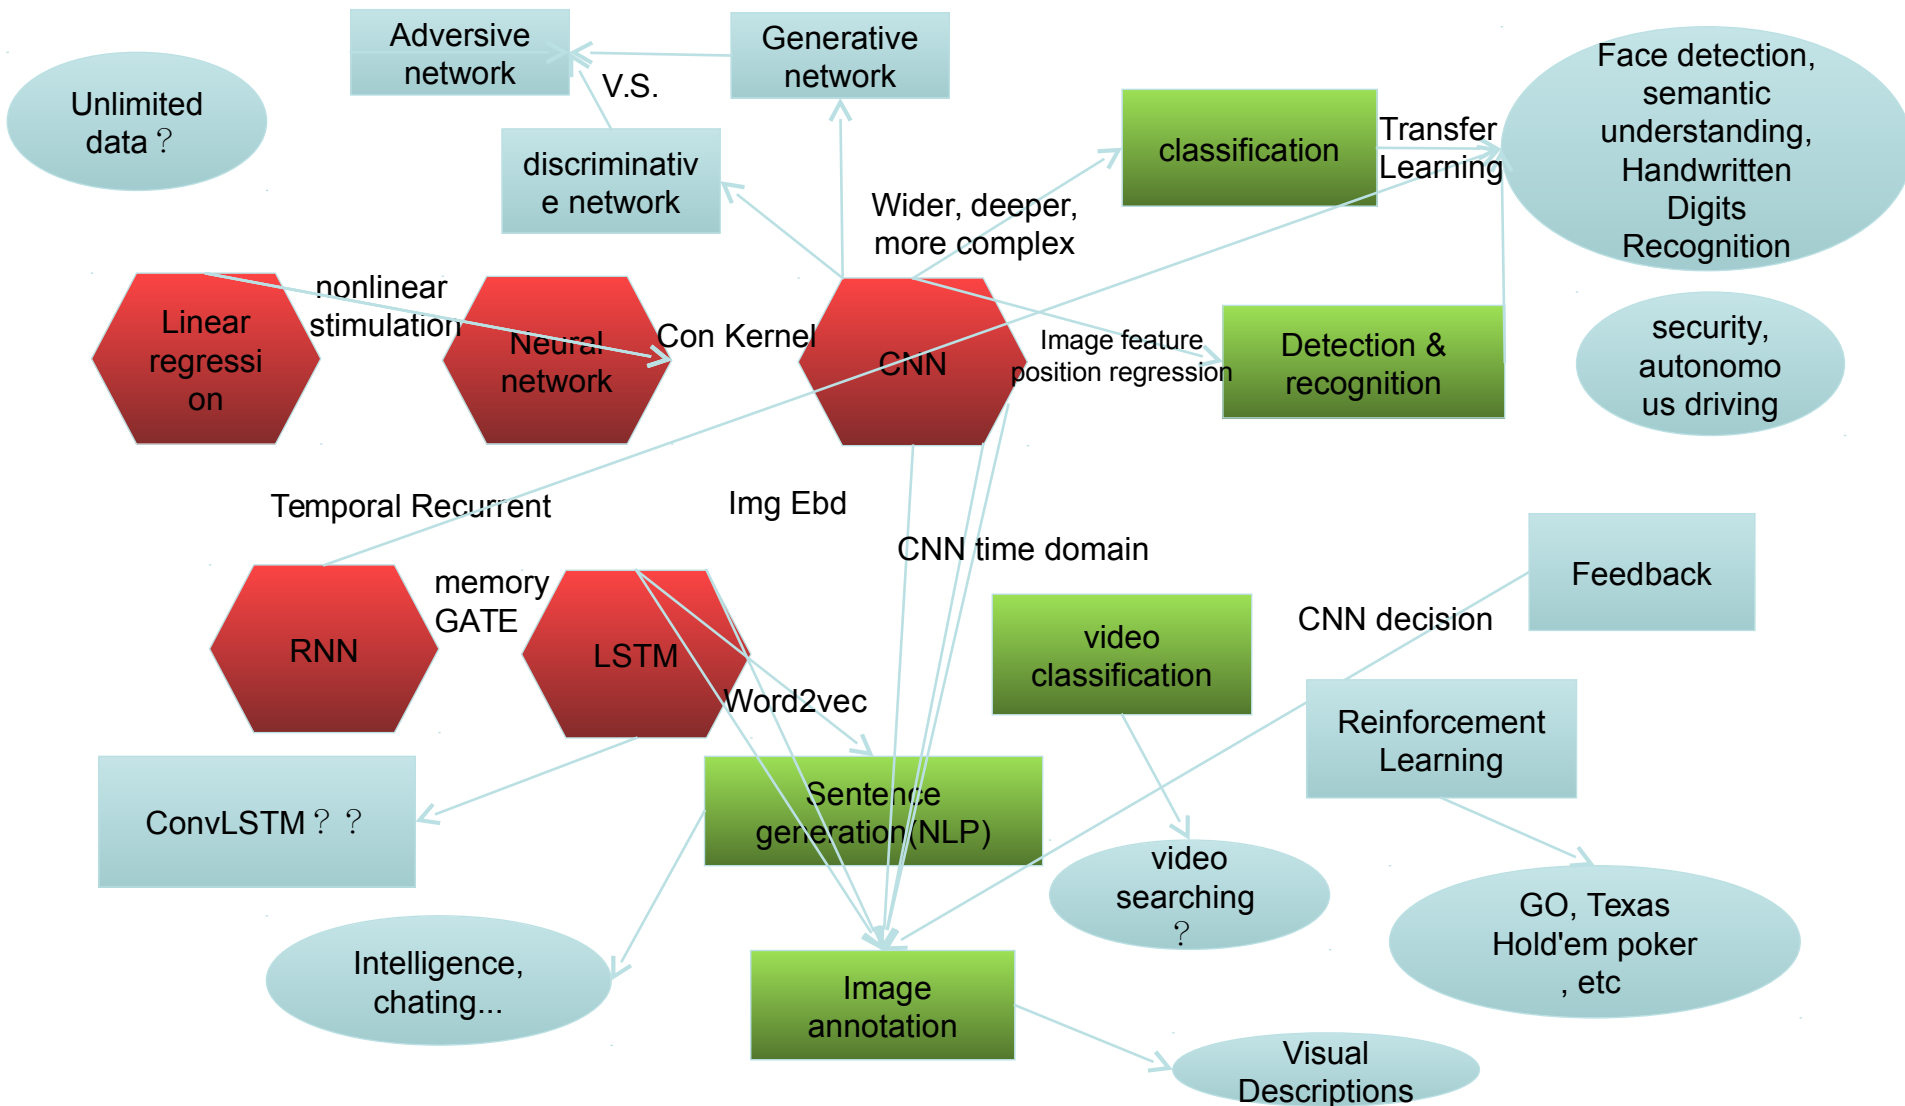 Adversive
network
Generative
network
V.S.
Unlimited
data？
discriminativ
e network
classification
Transfer
Learning
Face detection,
semantic
understanding,
Handwritten
Digits
Recognition
Wider, deeper,
more complex
Linear
regressi
on
nonlinear
stimulation
Neural
network
Con Kernel
CNN
Image feature
position regression
Detection &
recognition
security,
autonomo
us driving
Temporal Recurrent
Img Ebd
CNN time domain
Feedback
RNN
memory
GATE
LSTM
Word2vec
video
classification
CNN decision
Reinforcement
Learning
ConvLSTM？？
Sentence
generation(NLP)
video
searching
？
GO, Texas
Hold'em poker
, etc
Intelligence,
chating...
Image
annotation
Visual
Descriptions